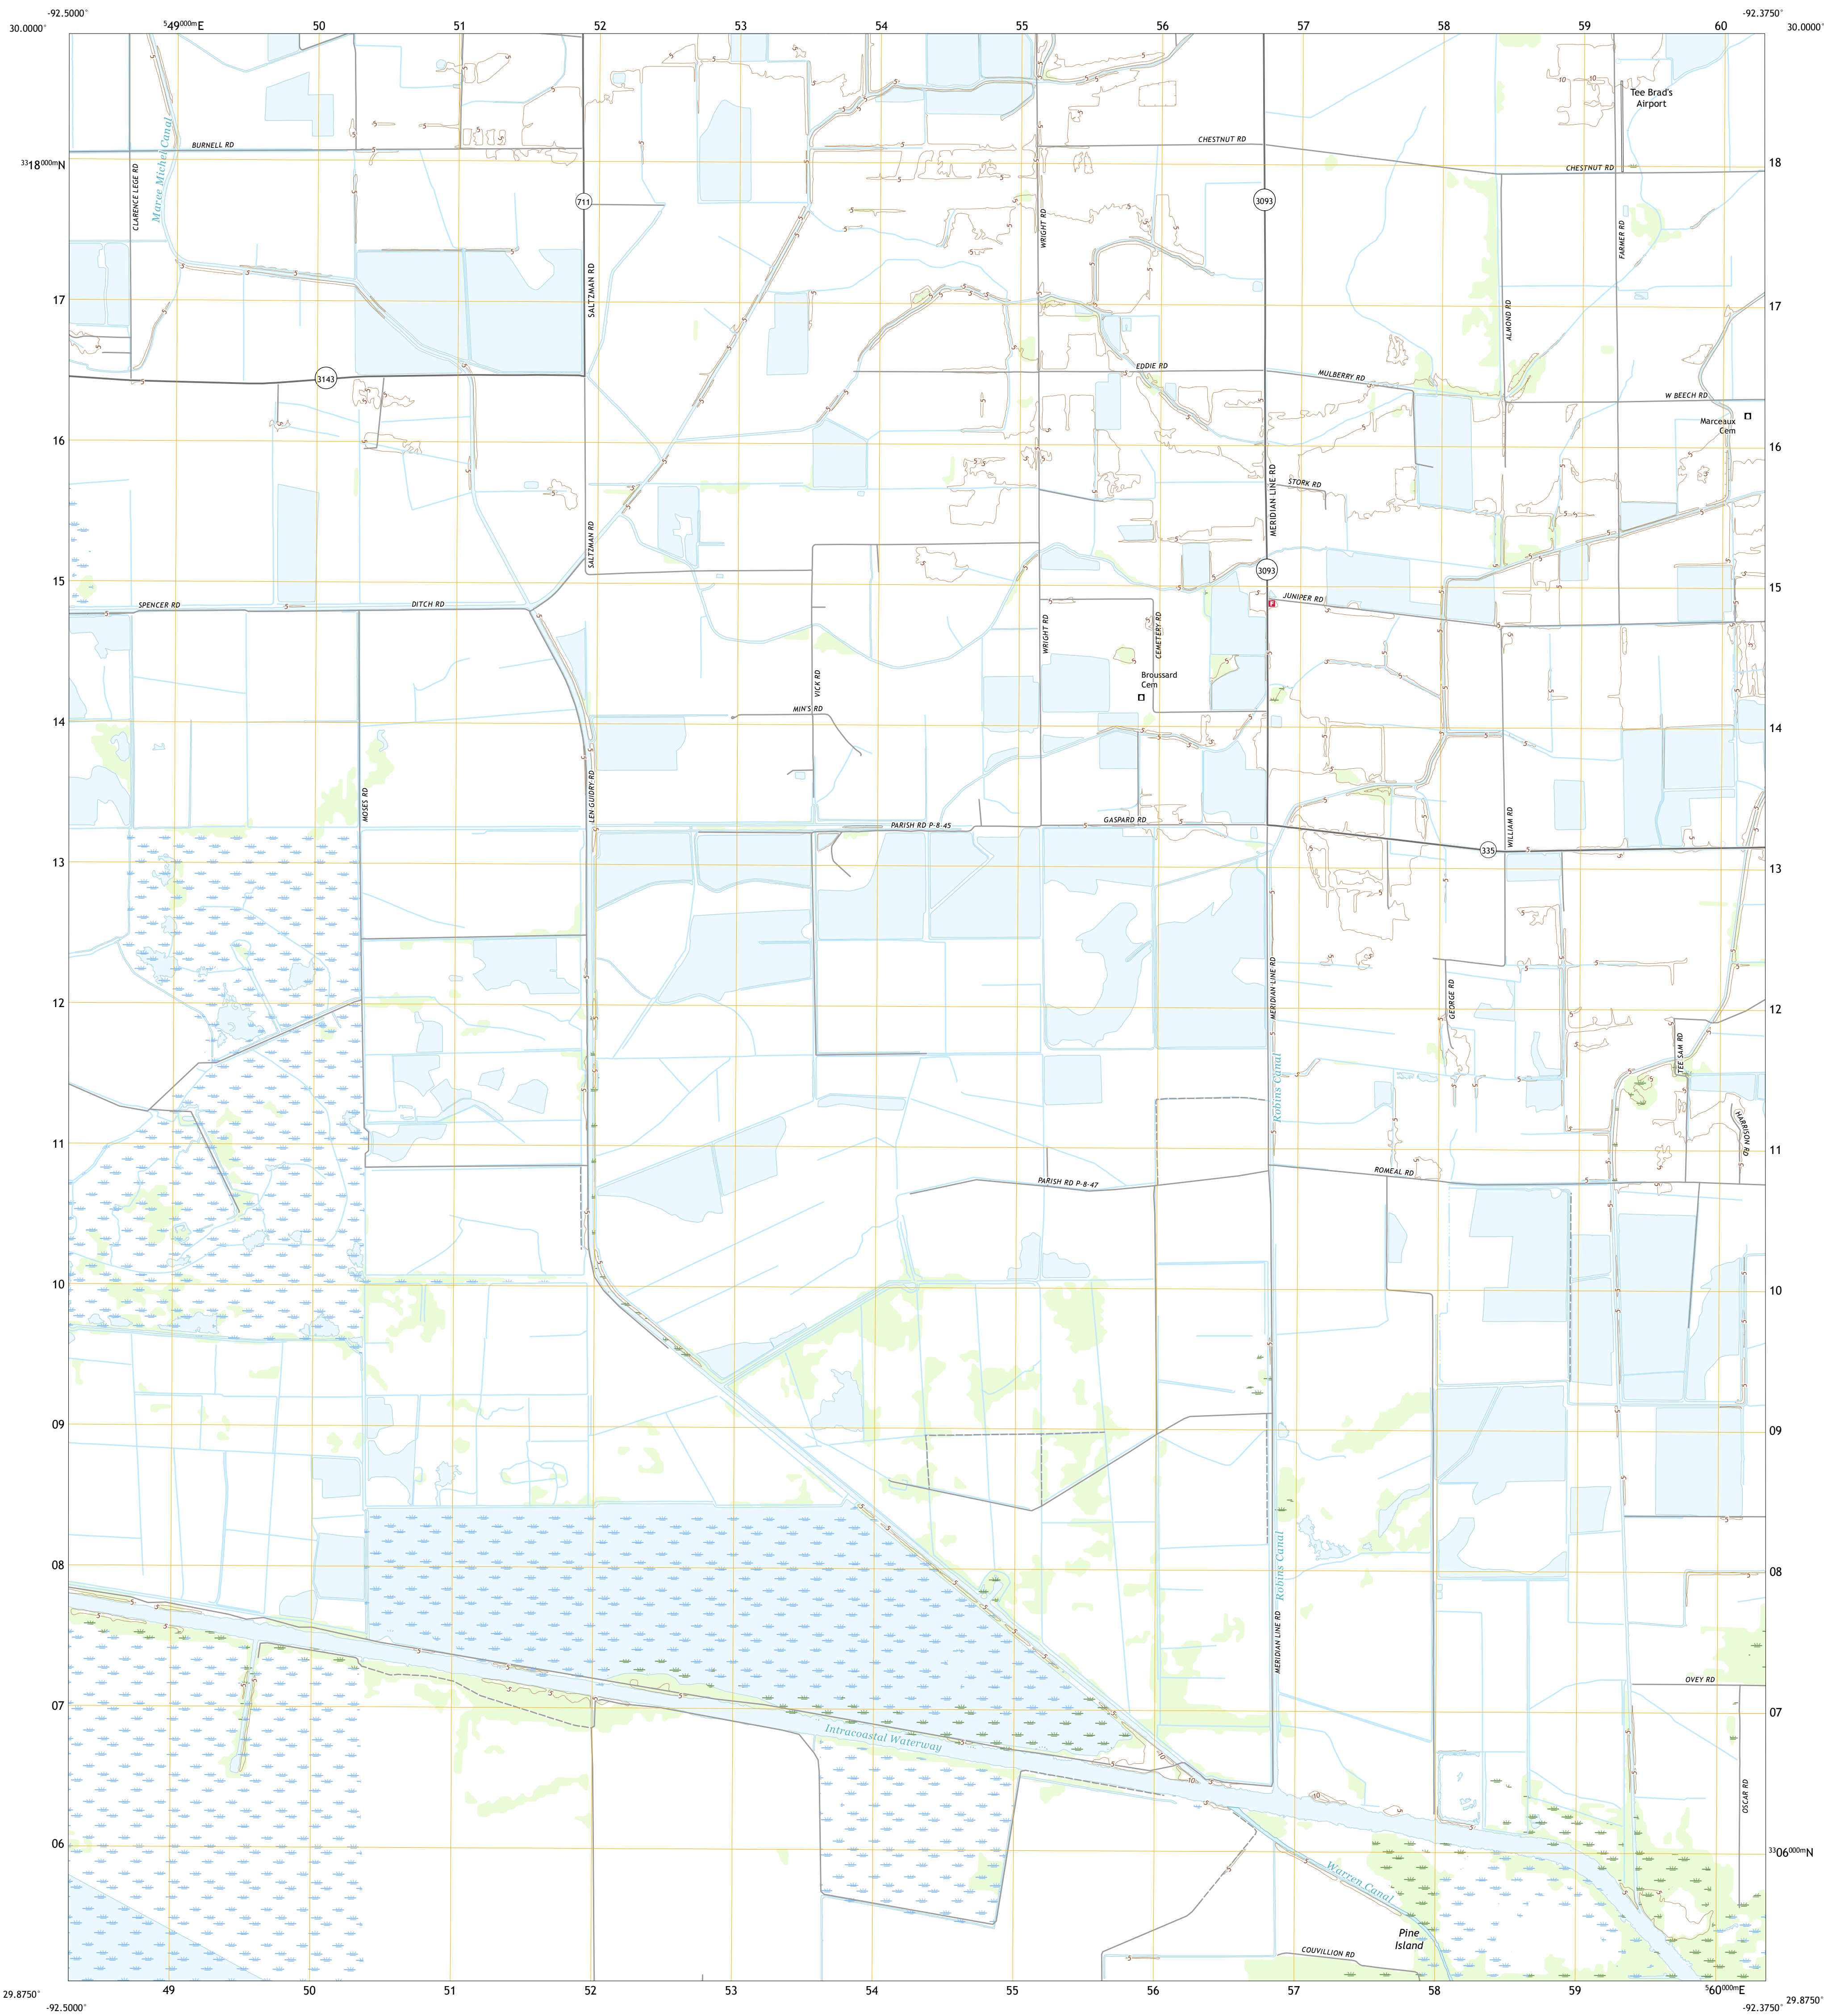 -92.5000°
⁵49⁰⁰⁰ᵐE
50
51
52
53
54
55
56
57
58
59
60
-92.3750°
30.0000°
30.0000°
Tee Brad's
Airport
Maree Michel Canal
BURNELL RD
CHESTNUT RD
CHESTNUT RD
³³18⁰⁰⁰ᵐN
18
CLARENCE LEGE RD
711
3093
WRIGHT RD
FARMER RD
SALTZMAN RD
17
17
ALMOND RD
3143
EDDIE RD
MULBERRY RD
W BEECH RD
Marceaux
Cem
16
16
MERIDIAN LINE RD
STORK RD
SALTZMAN RD
3093
15
15
SPENCER RD
DITCH RD
JUNIPER RD
WRIGHT RD
CEMETERY RD
Broussard
Cem
VICK RD
MIN'S RD
14
14
MOSES RD
LEN GUIDRY RD
PARISH RD P-8-45
GASPARD RD
WILLIAM RD
335
13
13
MERIDIAN LINE RD
GEORGE RD
12
12
TEE SAM RD
Robins Canal
HARRISON RD
11
11
PARISH RD P-8-47
ROMEAL RD
10
10
09
09
08
08
Robins Canal
MERIDIAN LINE RD
OVEY RD
07
07
Intracoastal Waterway
OSCAR RD
06
³³06⁰⁰⁰ᵐN
Warren Canal
Pine
Island
COUVILLION RD
29.8750°
29.8750°
-92.5000°
49
50
51
52
53
54
55
56
57
58
59
⁵60⁰⁰⁰ᵐE
-92.3750°